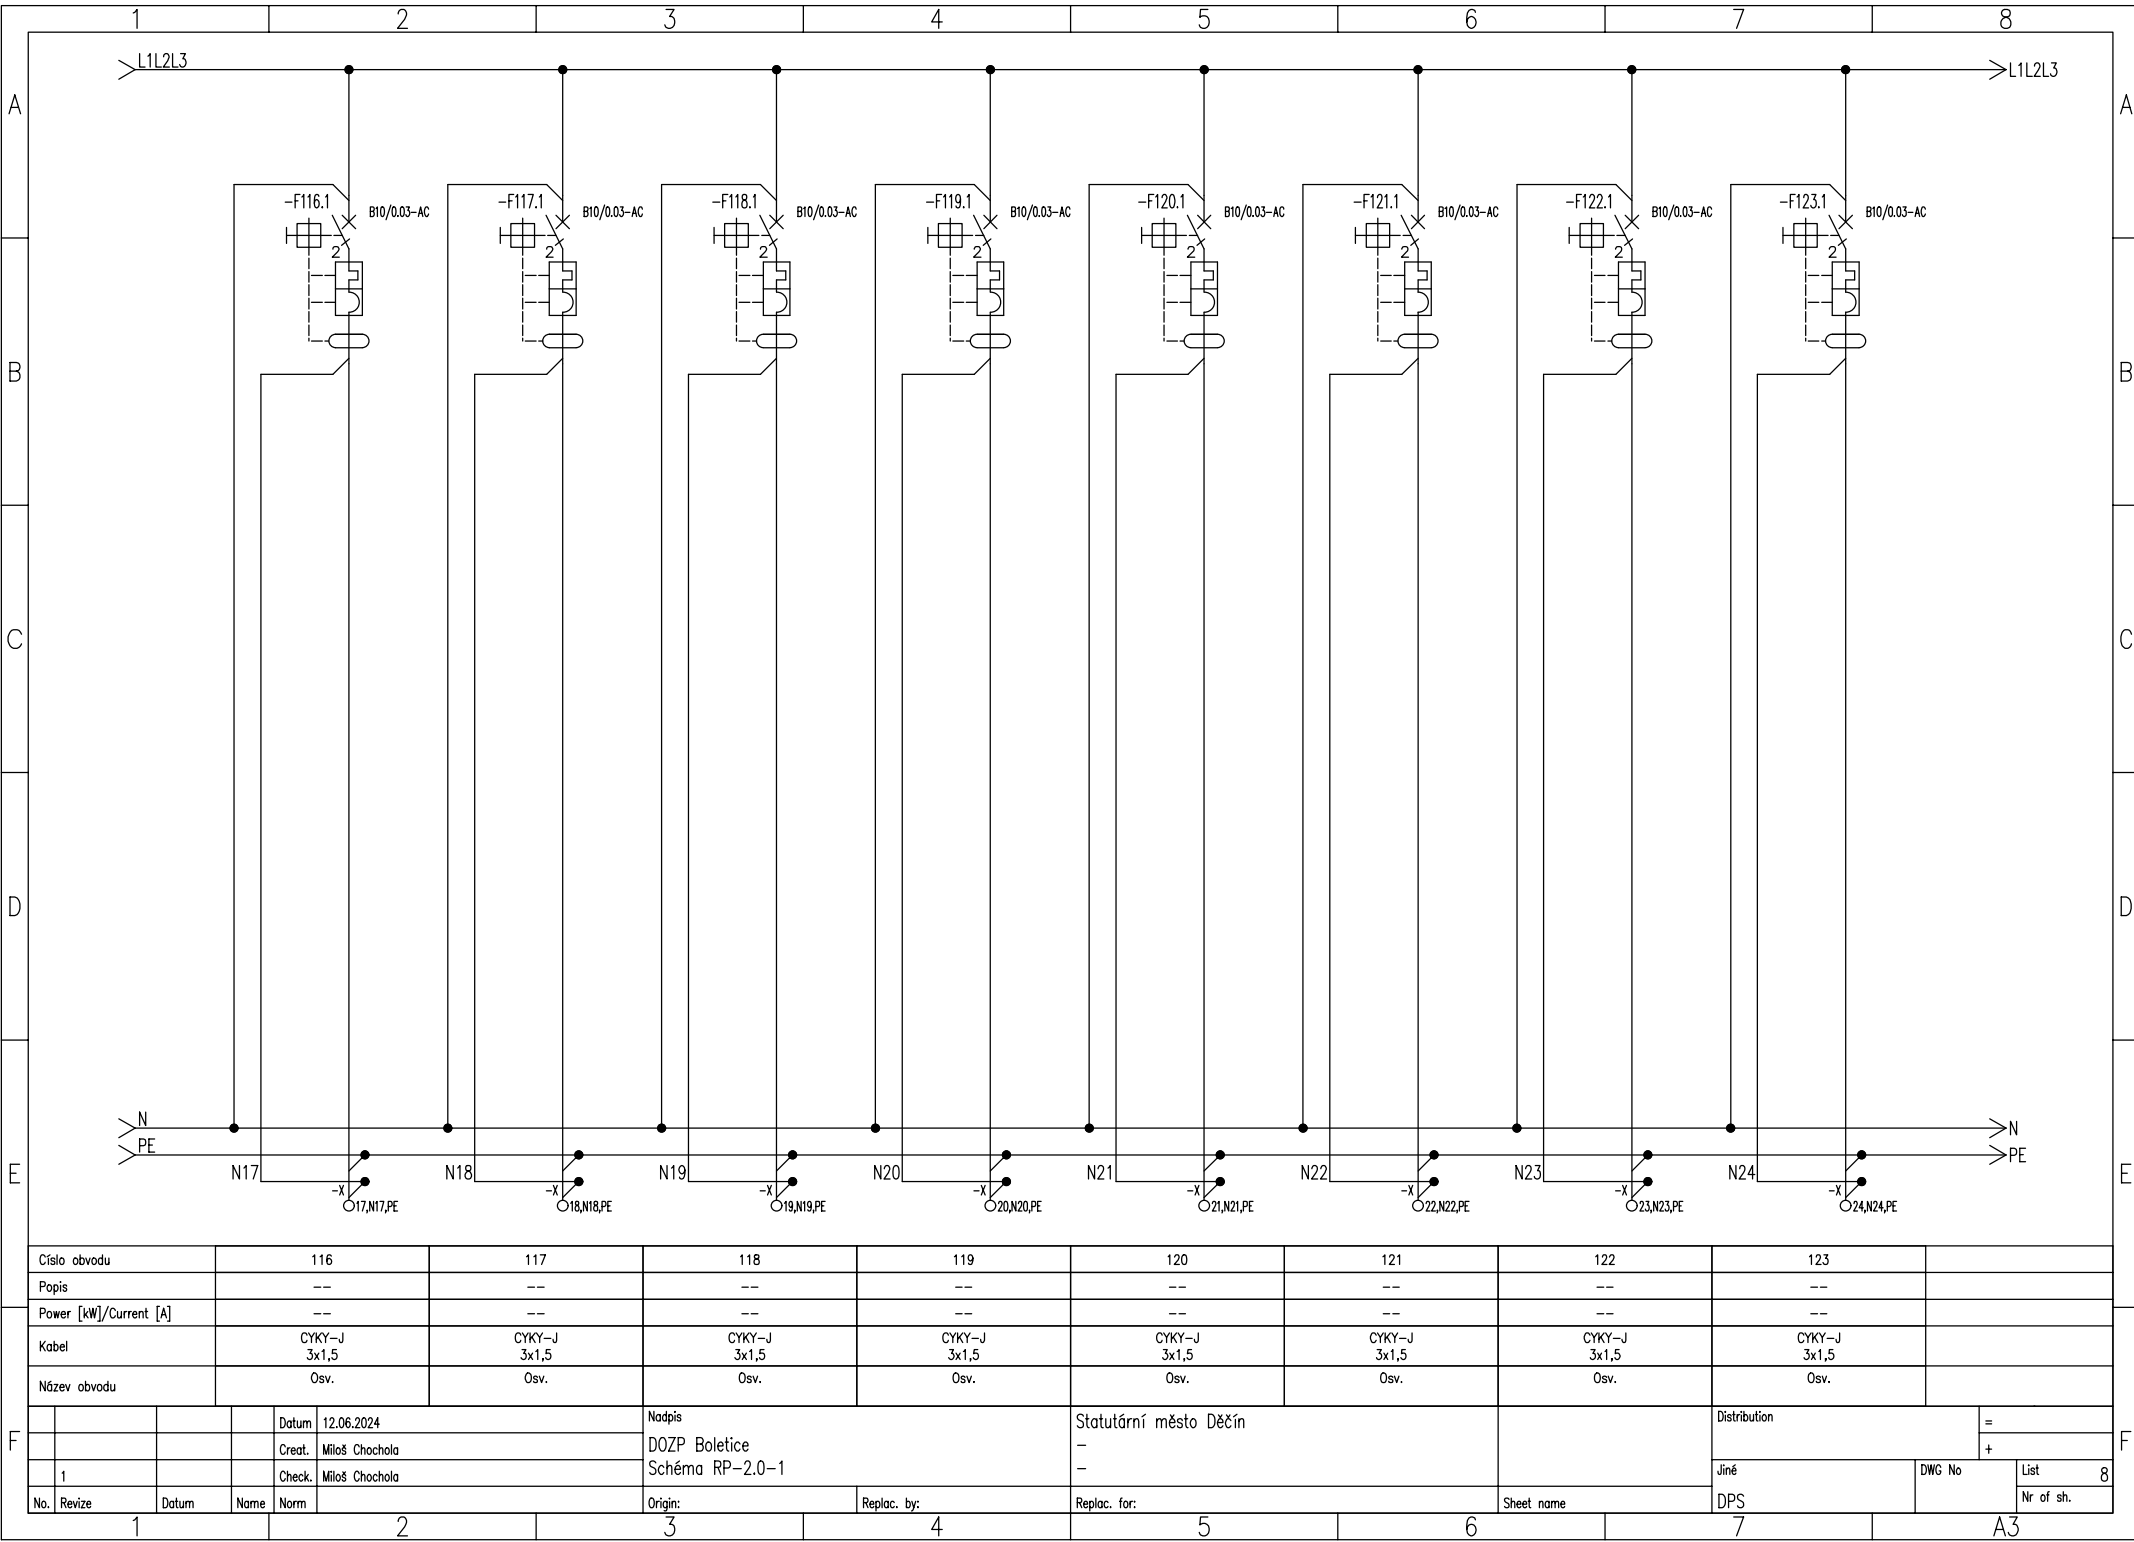 1 2 3 4 5 6 7 8
L1L2L3 L1L2L3
A A
-F116.1 B10/0.03-AC -F117.1 B10/0.03-AC -F118.1 B10/0.03-AC -F119.1 B10/0.03-AC -F120.1 B10/0.03-AC -F121.1 B10/0.03-AC -F122.1 B10/0.03-AC -F123.1 B10/0.03-AC
2 2 2 2 2 2 2 2
B B
C C
D D
N N
PE PE
E N17 N18 N19 N20 N21 N22 N23 N24 E
-X -X -X -X -X -X -X -X
17,N17,PE 18,N18,PE 19,N19,PE 20,N20,PE 21,N21,PE 22,N22,PE 23,N23,PE 24,N24,PE
Císlo obvodu 116 117 118 119 120 121 122 123
Popis -- -- -- -- -- -- -- --
Power [kW]/Current [A] -- -- -- -- -- -- -- --
Kabel CYKY-J CYKY-J CYKY-J CYKY-J CYKY-J CYKY-J CYKY-J CYKY-J
3x1,5 3x1,5 3x1,5 3x1,5 3x1,5 3x1,5 3x1,5 3x1,5
Název obvodu Osv. Osv. Osv. Osv. Osv. Osv. Osv. Osv.
Datum 12.06.2024 Nadpis Statutární město Děčín Distribution =
F Creat. Miloš Chochola DOZP Boletice - + F
1 Check. Miloš Chochola Schéma RP-2.0-1 - Jiné DWG No List 8
No. Revize Datum Name Norm Origin: Replac. by: Replac. for: Sheet name DPS Nr of sh.
1 2 3 4 5 6 7 A3